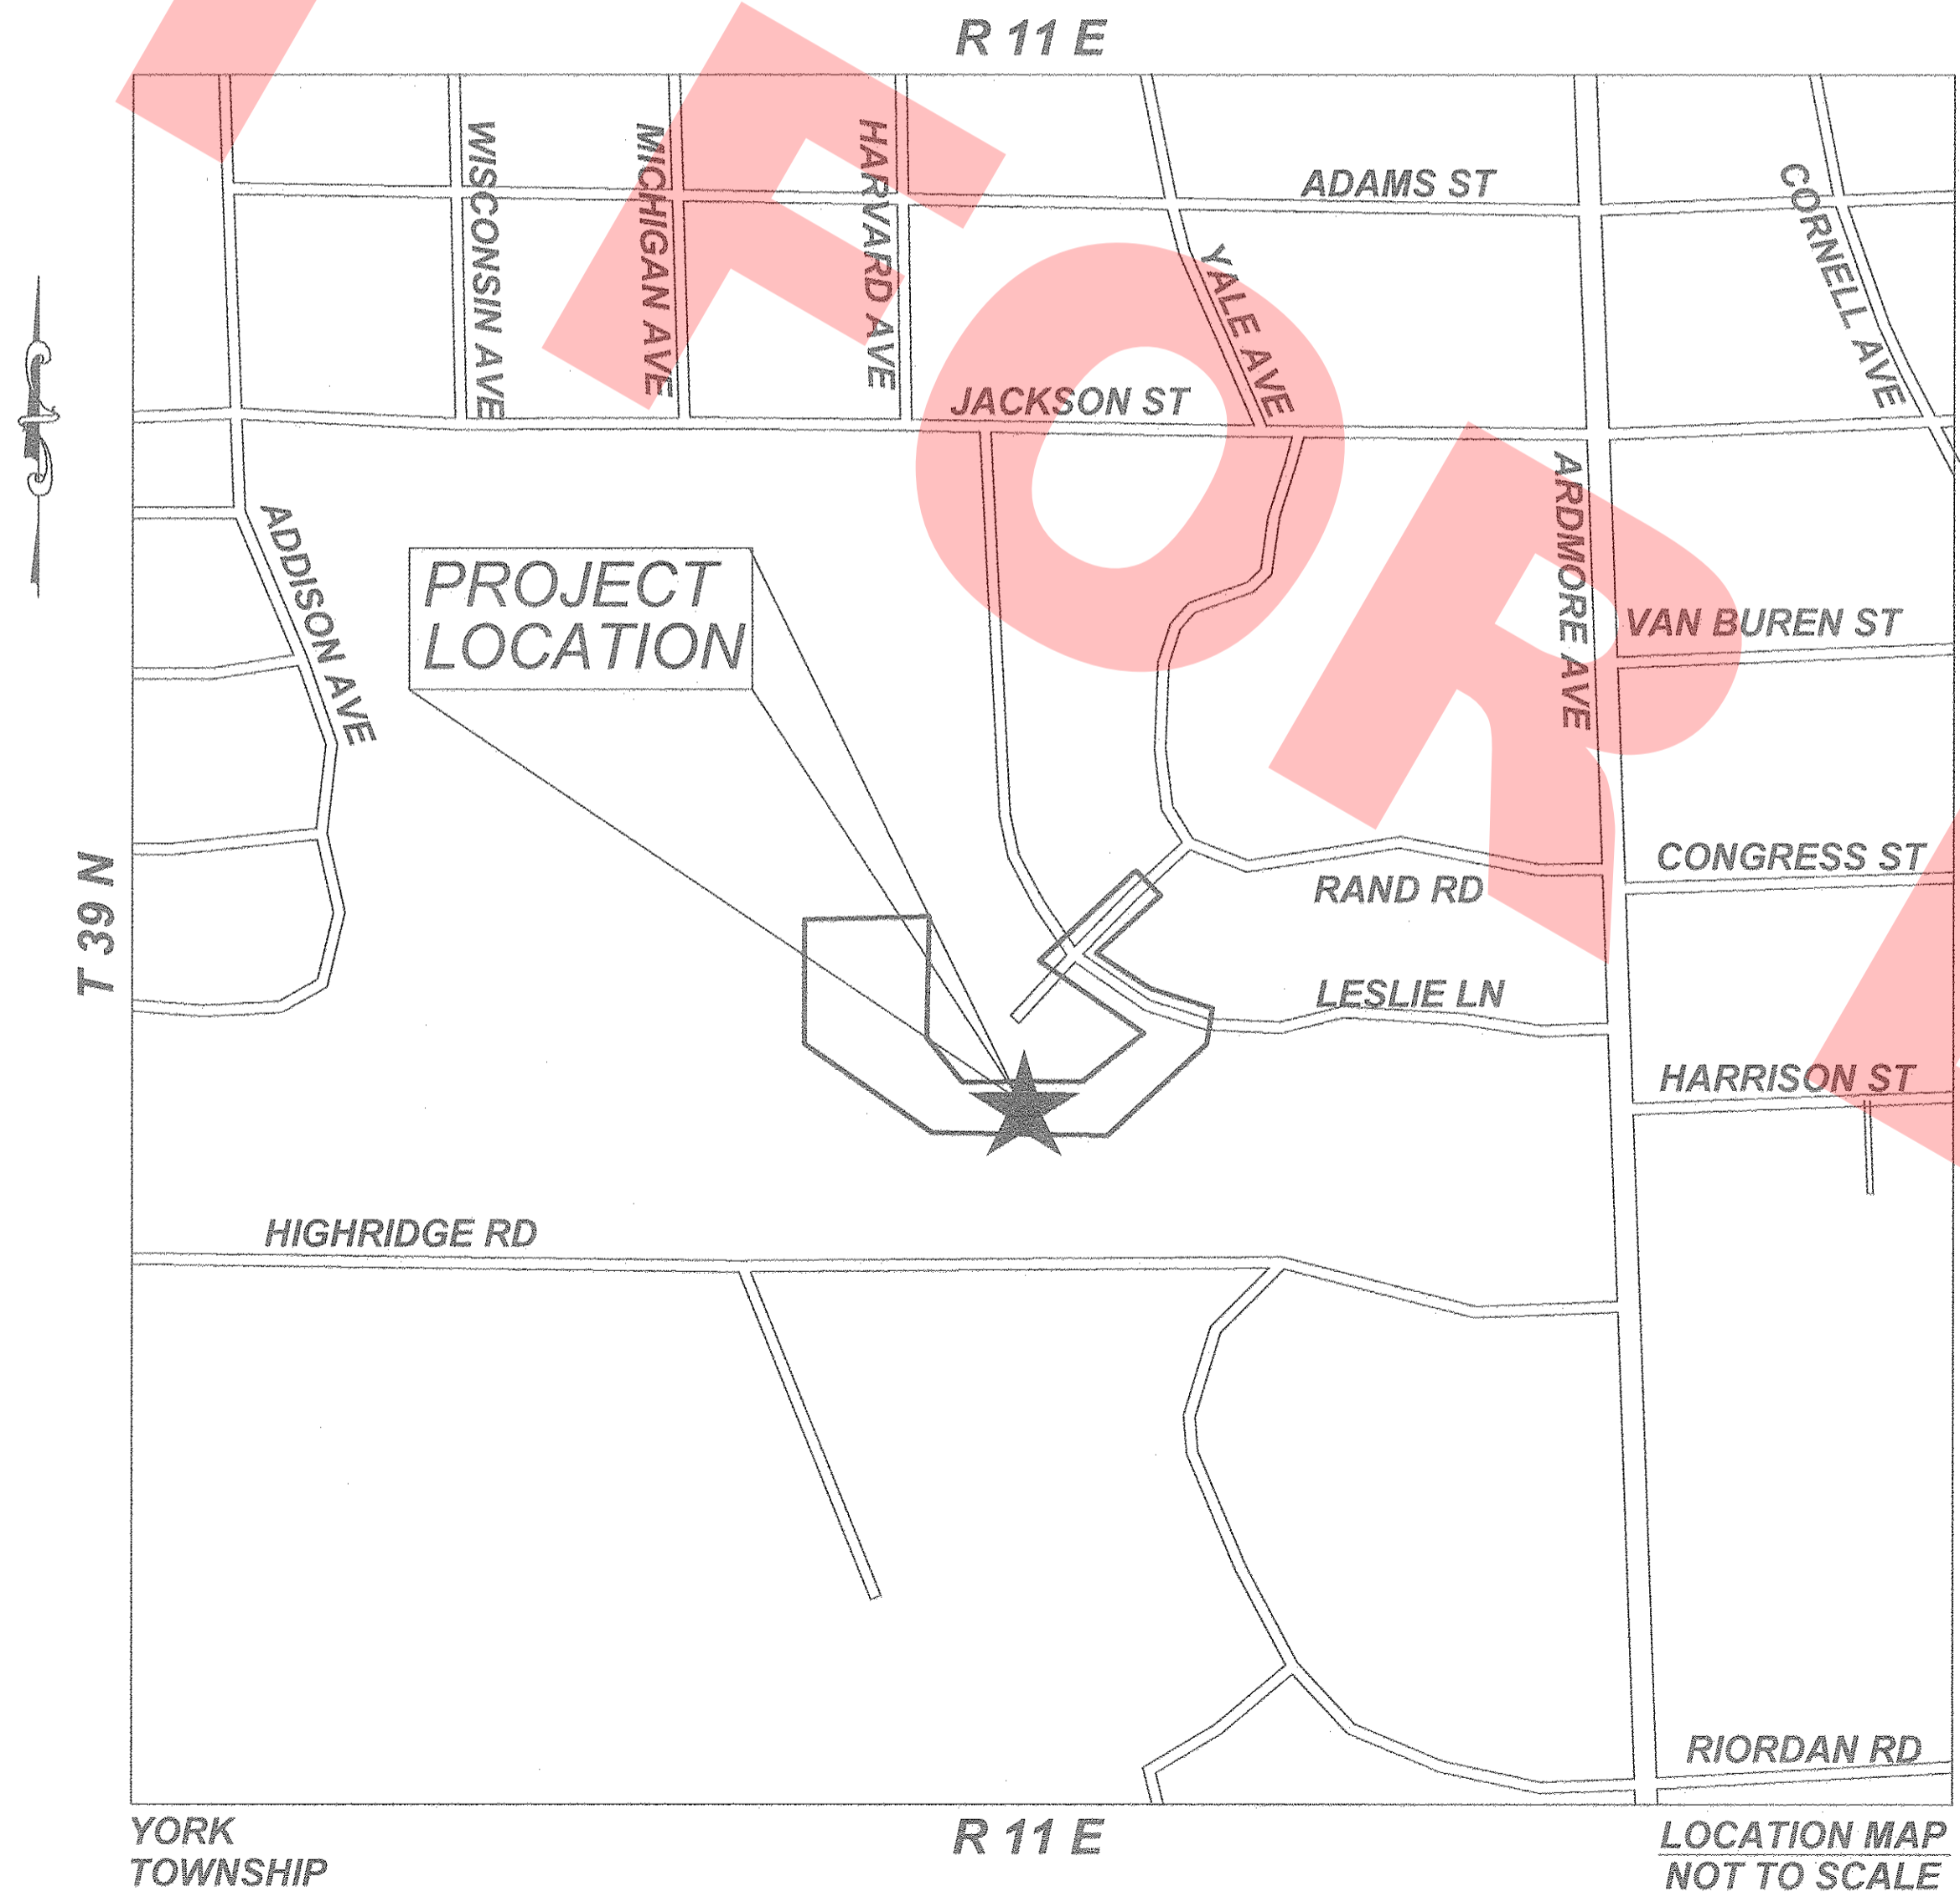 R 11 E
WISCONSIN AVE
MICHIGAN AVE
HARVARD AVE
ADAMS ST
CORNELL AVE
YALE AVE
JACKSON ST
ADDISON AVE
ARDMORE AVE
PROJECT
LOCATION
VAN BUREN ST
T 39 N
CONGRESS ST
RAND RD
LESLIE LN
HARRISON ST
HIGHRIDGE RD
RIORDAN RD
YORK
TOWNSHIP
R 11 E
LOCATION MAP
NOT TO SCALE
FOR